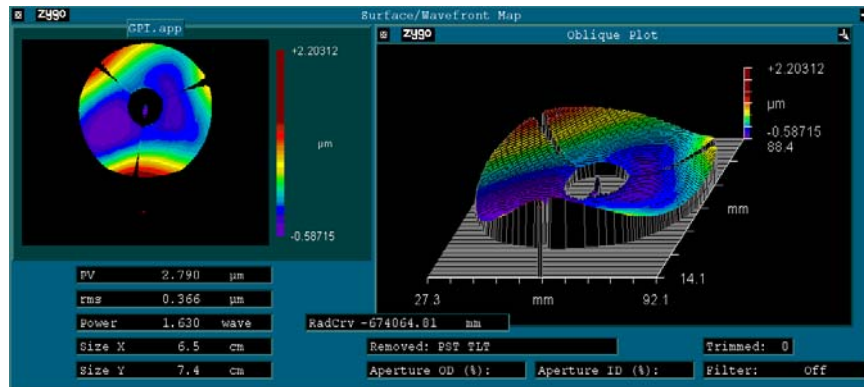 zygo Surface/Wavefront Map
GPI.app
+2.20312
μm
-0.58715
zygo Oblique Plot
+2.20312
μm
-0.58715
88.4
mm
14.1
27.3 mm 92.1
PV 2.790 μm
rms 0.366 μm
Power 1.630 wave
Size X 6.5 cm
Size Y 7.4 cm
RadCrv -674064.81 mm
Removed: PST TLT
Trimmed: 0
Aperture OD (%):
Aperture ID (%):
Filter: Off